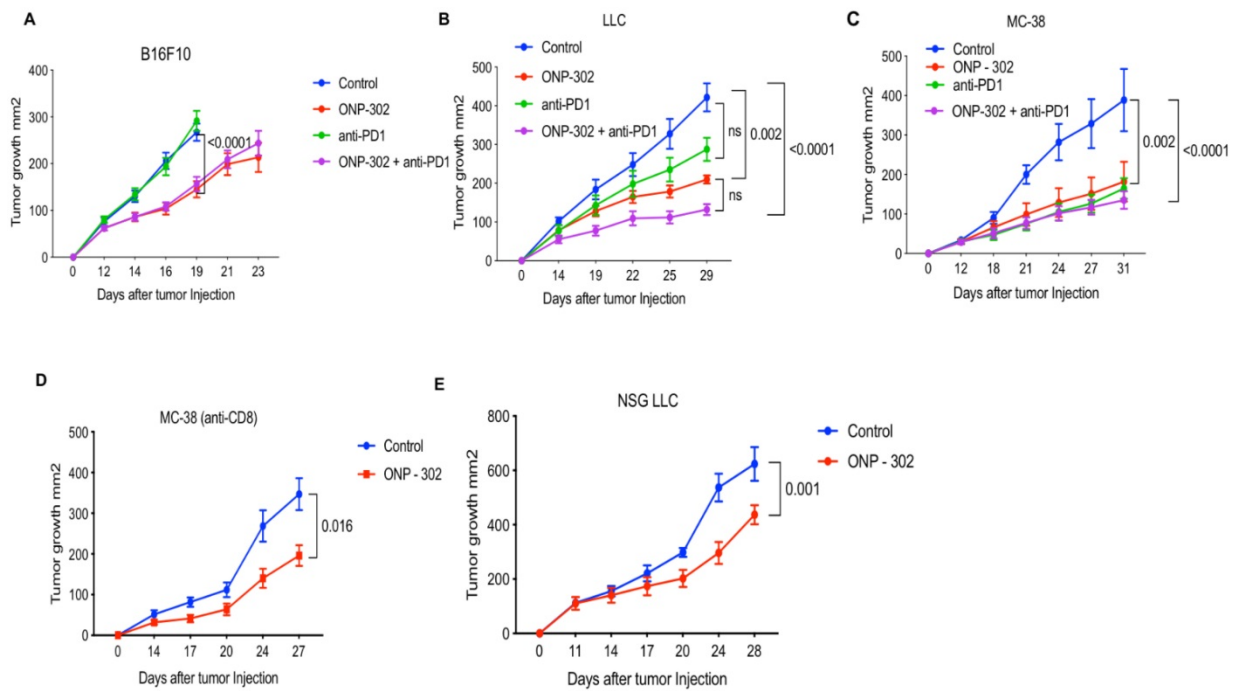 A
B16F10
Tumor growth mm2
400
300
200
100
0
0 12 14 16 19 21 23
Days after tumor Injection
<0.0001
Control
ONP-302
anti-PD1
ONP-302 + anti-PD1
B
LLC
Tumor growth mm2
500
400
300
200
100
0
0 14 19 22 25 29
Days after tumor Injection
Control
ONP-302
anti-PD1
ONP-302 + anti-PD1
ns
ns
0.002
<0.0001
C
MC-38
Tumor growth mm2
500
400
300
200
100
0
0 12 18 21 24 27 31
Days after tumor Injection
Control
ONP - 302
anti-PD1
ONP-302 + anti-PD1
0.002
<0.0001
D
MC-38 (anti-CD8)
Tumor growth mm2
500
400
300
200
100
0
0 14 17 20 24 27
Days after tumor Injection
Control
ONP - 302
0.016
E
NSG LLC
Tumor growth mm2
800
600
400
200
0
0 11 14 17 20 24 28
Days after tumor Injection
Control
ONP - 302
0.001